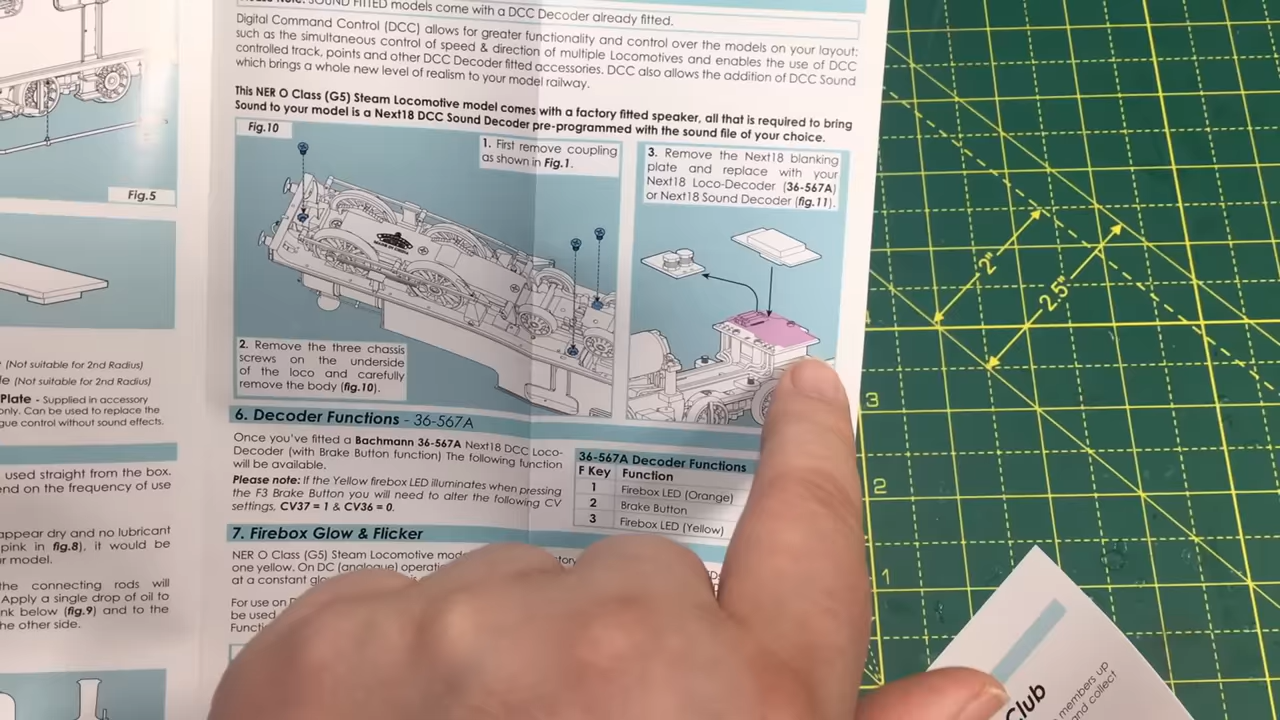 SOUND FITTED models come with a DCC Decoder already fitted.
Digital Command Control (DCC) allows for greater functionality and control over the models on your layout;
such as the simultaneous control of speed & direction of multiple Locomotives and enables the use of DCC
controlled track, points and other DCC Decoder fitted accessories. DCC also allows the addition of DCC Sound
which brings a whole new level of realism to your model railway.
This NER O Class (G5) Steam Locomotive model comes with a factory fitted speaker, all that is required to bring
Sound to your model is a Next18 DCC Sound Decoder pre-programmed with the sound file of your choice.
Fig.10
1. First remove coupling
as shown in Fig.1.
2. Remove the three chassis
screws on the underside
of the loco and carefully
remove the body (fig.10).
3. Remove the Next18 blanking
plate and replace with your
Next18 Loco-Decoder (36-567A)
or Next18 Sound Decoder (fig.11).
6. Decoder Functions - 36-567A
Once you've fitted a Bachmann 36-567A Next18 DCC Loco-
Decoder (with Brake Button function) The following function
will be available.
Please note: If the Yellow firebox LED illuminates when pressing
the F3 Brake Button you will need to alter the following CV
settings, CV37 = 1 & CV36 = 0.
36-567A Decoder Functions
F Key Function
1 Firebox LED (Orange)
2 Brake Button
3 Firebox LED (Yellow)
7. Firebox Glow & Flicker
NER O Class (G5) Steam Locomotive
one yellow. On DC (analogue)
at a constant
For use on
be used
Fig.5
(Not suitable for 2nd Radius)
(Not suitable for 2nd Radius)
Plate - Supplied in accessory
only. Can be used to replace the
control without sound effects.
used straight from the box.
on the frequency of use
appear dry and no lubricant
pink in fig.8), it would be
model.
the connecting rods will
Apply a single drop of oil to
below (fig.9) and to the
other side.
2"
2.5"
3
2
1
Club
members up
and collect